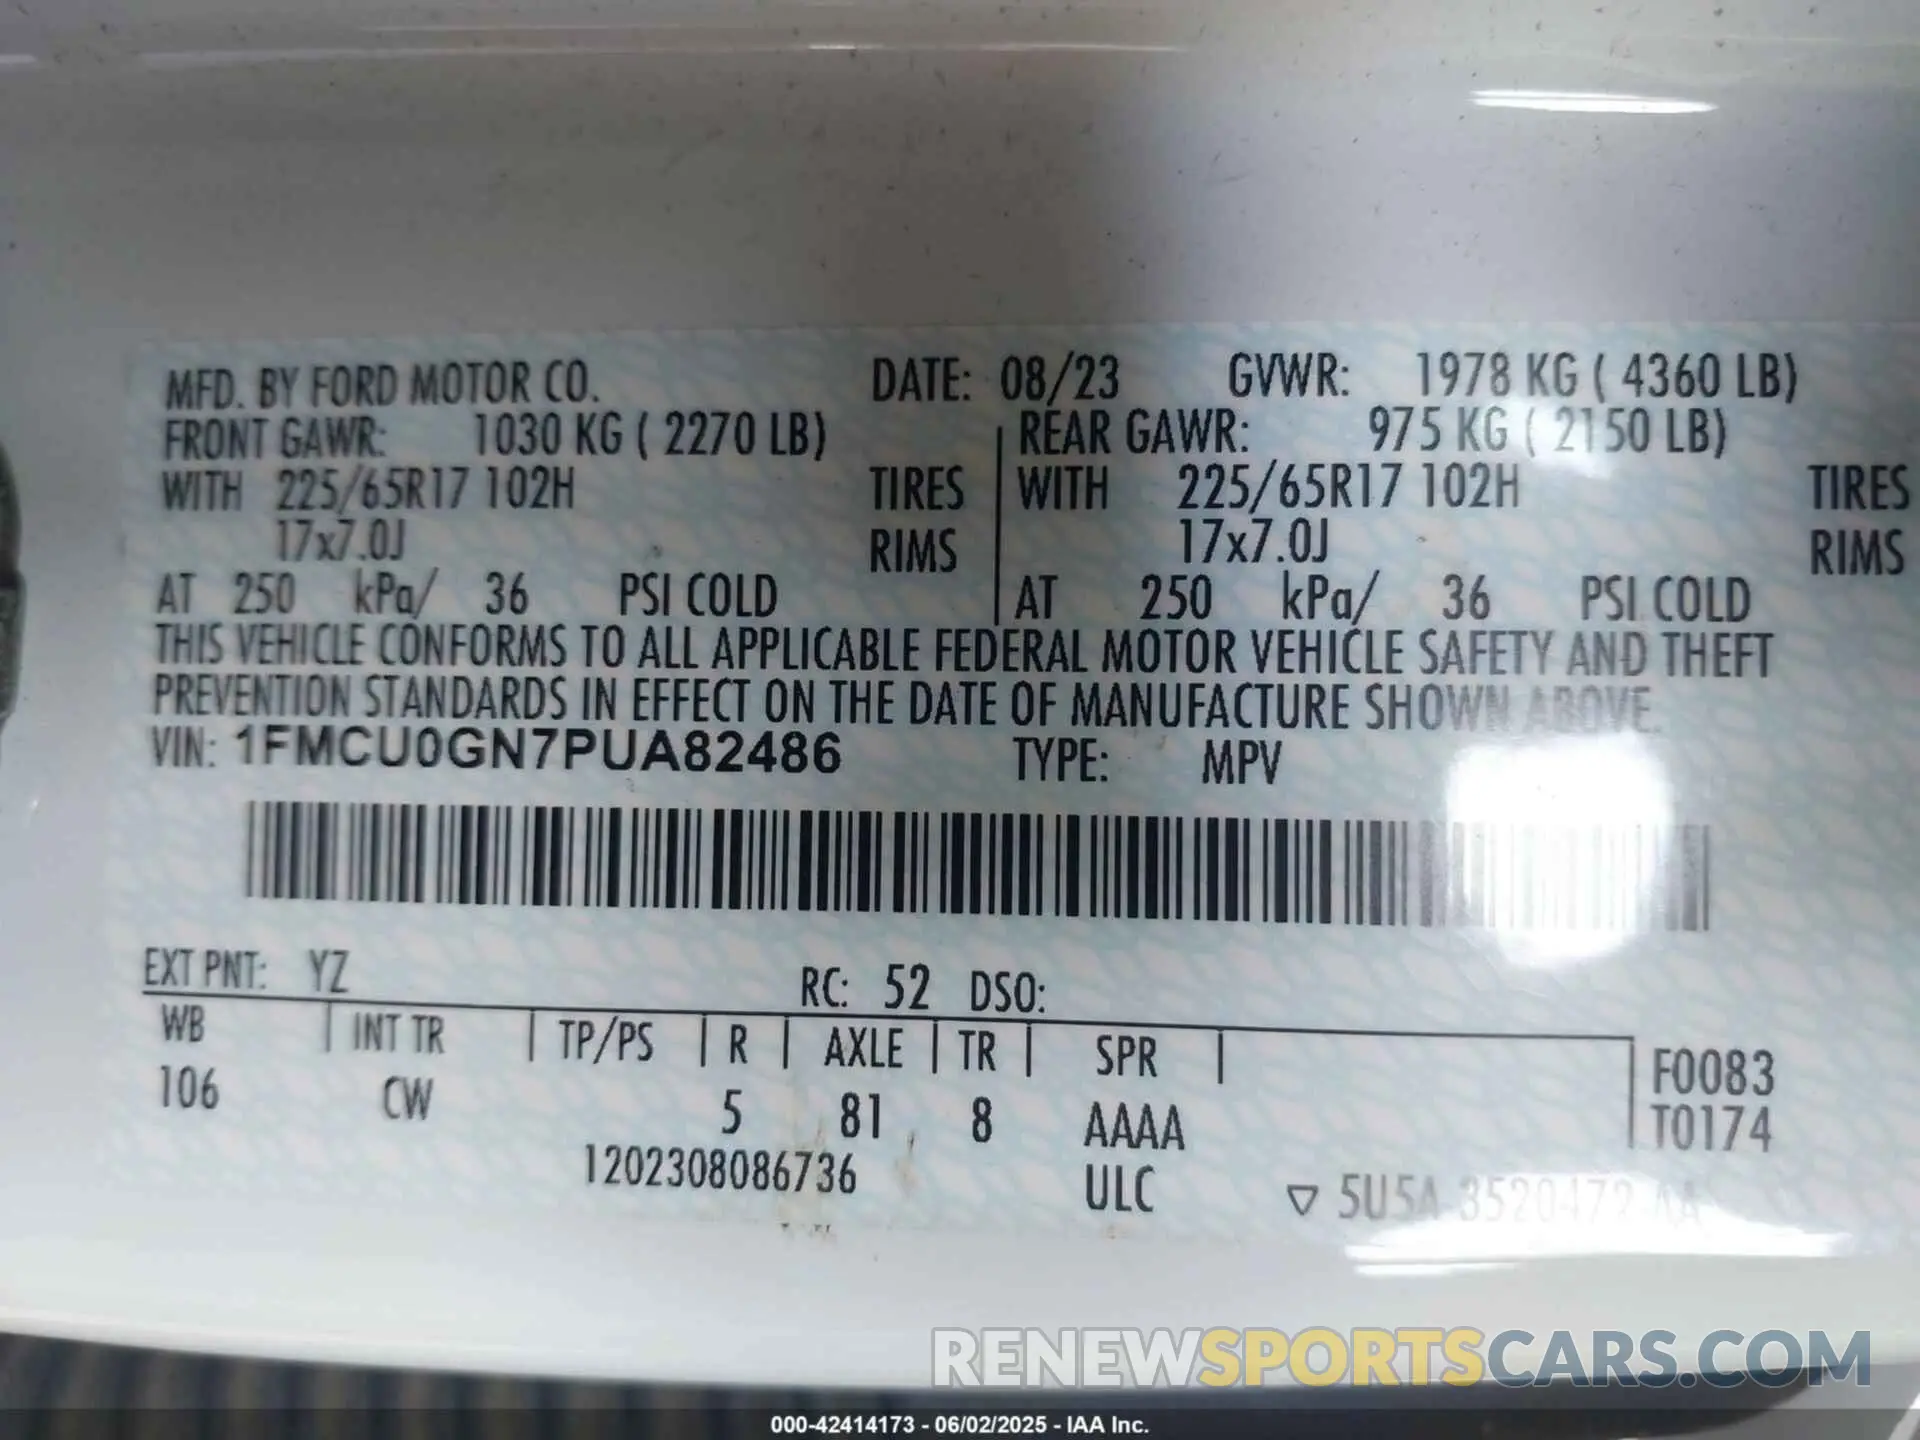 MFD. BY FORD MOTOR CO. DATE: 08/23 GVWR: 1978 KG ( 4360 LB)
FRONT GAWR: 1030 KG ( 2270 LB) REAR GAWR: 975 KG ( 2150 LB)
WITH 225/65R17 102H TIRES WITH 225/65R17 102H TIRES
17x7.0J RIMS 17x7.0J RIMS
AT 250 kPa/ 36 PSI COLD AT 250 kPa/ 36 PSI COLD
THIS VEHICLE CONFORMS TO ALL APPLICABLE FEDERAL MOTOR VEHICLE SAFETY AND THEFT
PREVENTION STANDARDS IN EFFECT ON THE DATE OF MANUFACTURE SHOWN ABOVE.
VIN: 1FMCU0GN7PUA82486 TYPE: MPV
EXT PNT: YZ RC: 52 DSO:
WB INT TR TP/PS R AXLE TR SPR F0083
106 CW 5 81 8 AAAA T0174
1202308086736 ULC ▽ 5U5A-3520472-AA
RENEWSPORTSCARS.COM
000-42414173 - 06/02/2025 - IAA Inc.